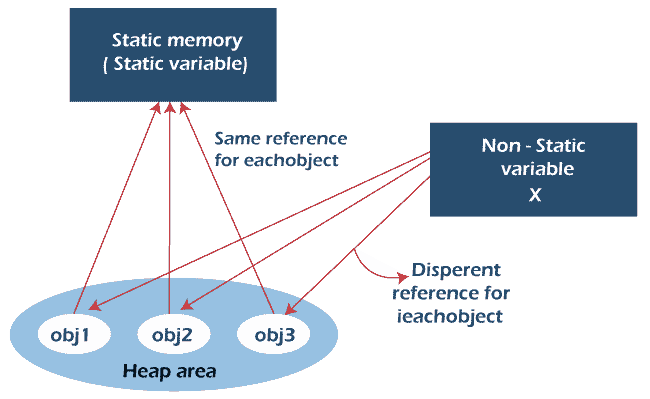 Static memory
( Static variable)
Same reference
for eachobject
Non - Static
variable
X
Disperent
reference for
ieachobject
obj1
obj2
obj3
Heap area